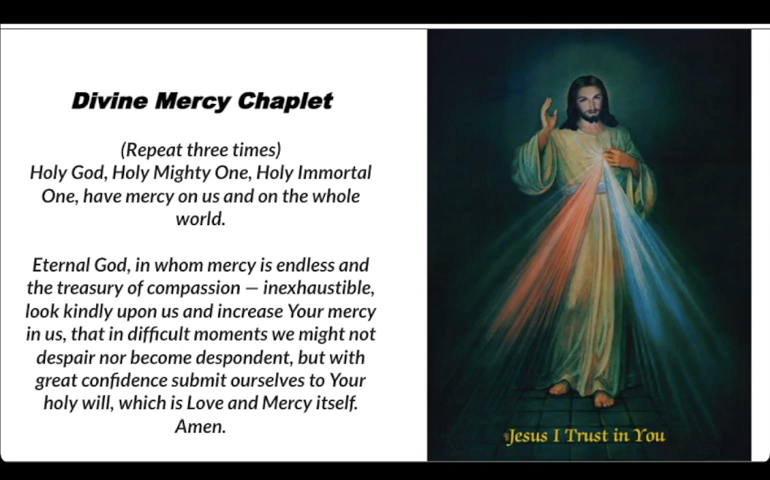 Divine Mercy Chaplet
(Repeat three times)
Holy God, Holy Mighty One, Holy Immortal
One, have mercy on us and on the whole
world.
Eternal God, in whom mercy is endless and
the treasury of compassion — inexhaustible,
look kindly upon us and increase Your mercy
in us, that in difficult moments we might not
despair nor become despondent, but with
great confidence submit ourselves to Your
holy will, which is Love and Mercy itself.
Amen.
Jesus I Trust in You